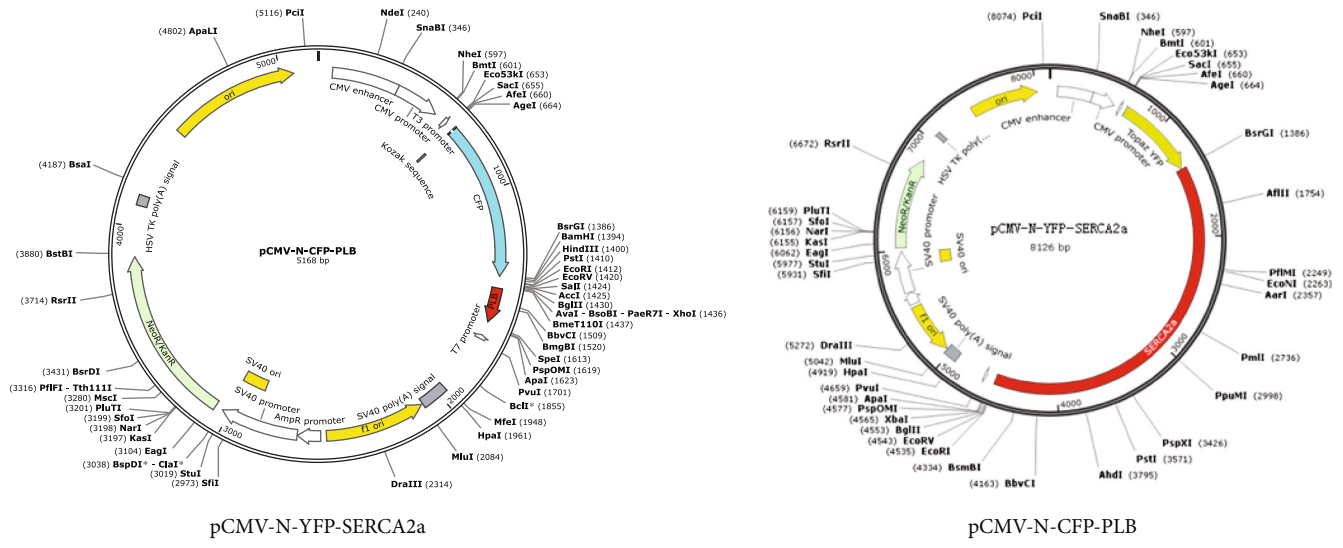 (5116) PciI
NdeI (240)
SnaBI (346)
(4802) ApaLI
NheI (597)
BmtI (601)
Eco53kI (653)
SacI (655)
AfeI (660)
AgeI (664)
5000
ori
CMV enhancer
CMV promoter
T3 promoter
Kozak sequence
1000
CFP
(4187) BsaI
HSV TK poly(A) signal
4000
(3880) BstBI
(3714) RsrII
pCMV-N-CFP-PLB
5168 bp
BsrGI (1386)
BamHI (1394)
HindIII (1400)
PstI (1410)
EcoRI (1412)
EcoRV (1420)
SalI (1424)
AccI (1425)
BglII (1430)
AvaI - BsoBI - PaeR7I - XhoI (1436)
BmeT110I (1437)
BbvCI (1509)
BmgBI (1520)
SpeI (1613)
PspOMI (1619)
ApaI (1623)
PvuI (1701)
BclI* (1855)
MfeI (1948)
HpaI (1961)
MluI (2084)
DraIII (2314)
PLB
T7 promoter
2000
SV40 poly(A) signal
f1 ori
AmpR promoter
SV40 promoter
SV40 ori
3000
NeoR/KanR
(3431) BsrDI
(3316) PflFI - Tth111I
(3280) MscI
(3201) PluTI
(3199) SfoI
(3198) NarI
(3197) KasI
(3104) EagI
(3038) BspDI* - ClaI*
(3019) StuI
(2973) SfiI
pCMV-N-YFP-SERCA2a
(8074) PciI
SnaBI (346)
NheI (597)
BmtI (601)
Eco53kI (653)
SacI (655)
AfeI (660)
AgeI (664)
8000
ori
CMV enhancer
CMV promoter
1000
Topaz YFP
BsrGI (1386)
AflII (1754)
2000
PflMI (2249)
EcoNI (2263)
AarI (2357)
PmlI (2736)
PpuMI (2998)
3000
SERCA2a
PspXI (3426)
PstI (3571)
AhdI (3795)
4000
(4163) BbvCI
(4334) BsmBI
(4535) EcoRI
(4543) EcoRV
(4553) BglII
(4565) XbaI
(4577) PspOMI
(4581) ApaI
(4659) PvuI
(4919) HpaI
(5042) MluI
(5272) DraIII
5000
SV40 poly(A) signal
f1 ori
SV40 ori
SV40 promoter
6000
NeoR/KanR
7000
HSV TK poly(...
(6672) RsrII
(6159) PluTI
(6157) SfoI
(6156) NarI
(6155) KasI
(6062) EagI
(5977) StuI
(5931) SfiI
pCMV-N-YFP-SERCA2a
8126 bp
pCMV-N-CFP-PLB